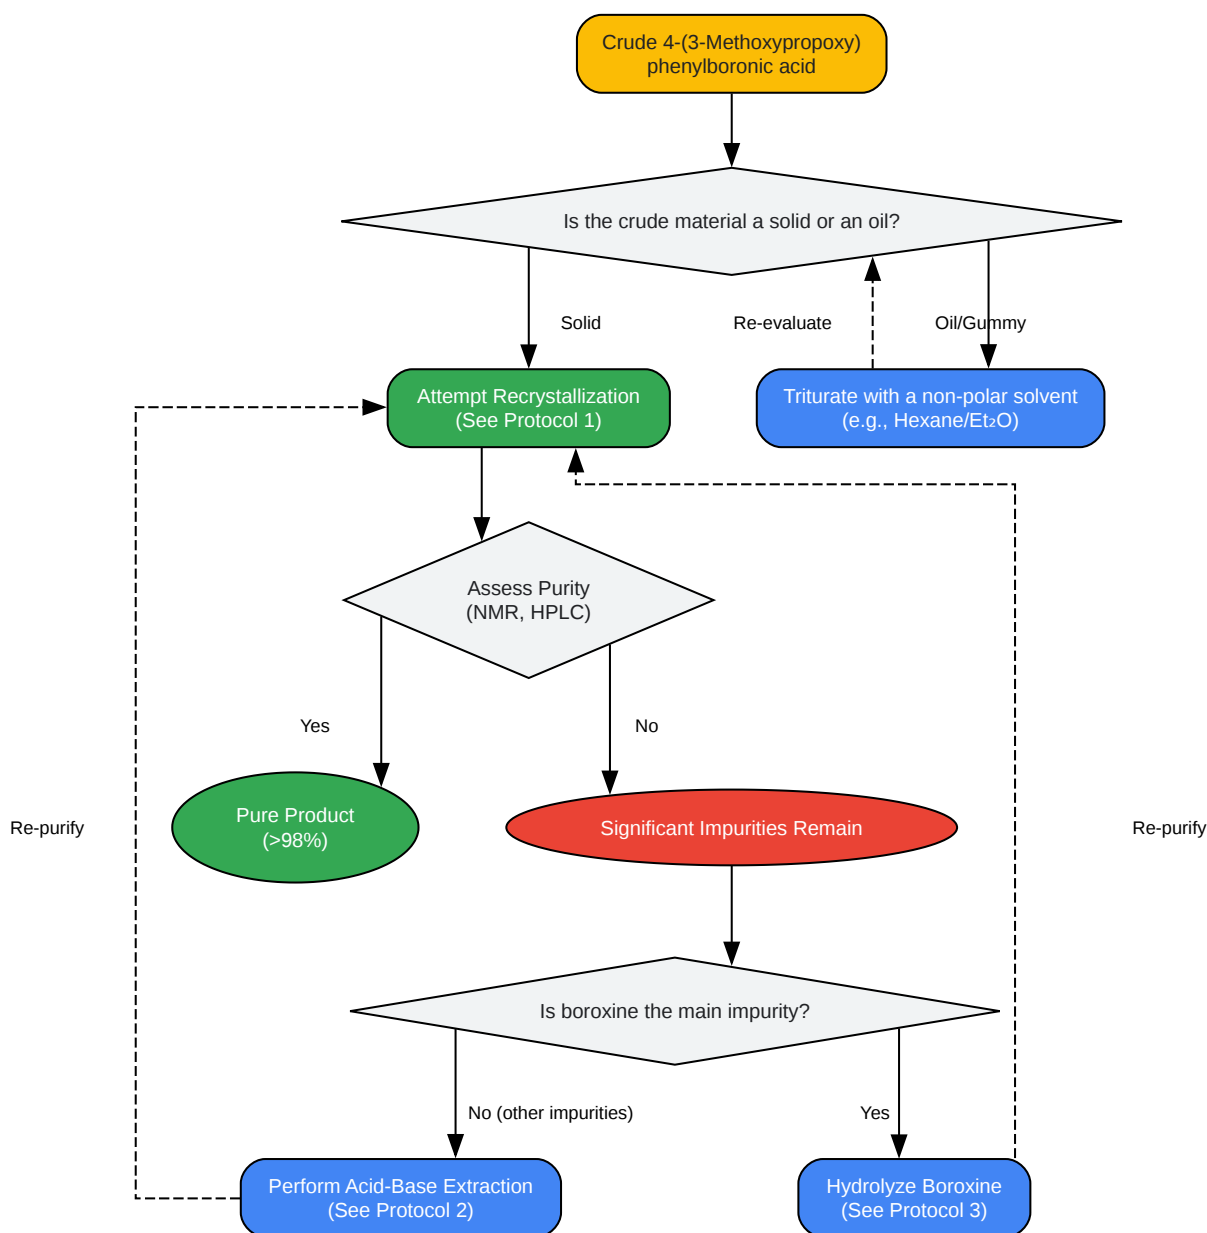 Crude 4-(3-Methoxypropoxy)
phenylboronic acid
Is the crude material a solid or an oil?
Solid
Re-evaluate
Oil/Gummy
Attempt Recrystallization
(See Protocol 1)
Triturate with a non-polar solvent
(e.g., Hexane/Et₂O)
Assess Purity
(NMR, HPLC)
Yes
No
Re-purify
Pure Product
(>98%)
Significant Impurities Remain
Re-purify
Is boroxine the main impurity?
No (other impurities)
Yes
Perform Acid-Base Extraction
(See Protocol 2)
Hydrolyze Boroxine
(See Protocol 3)